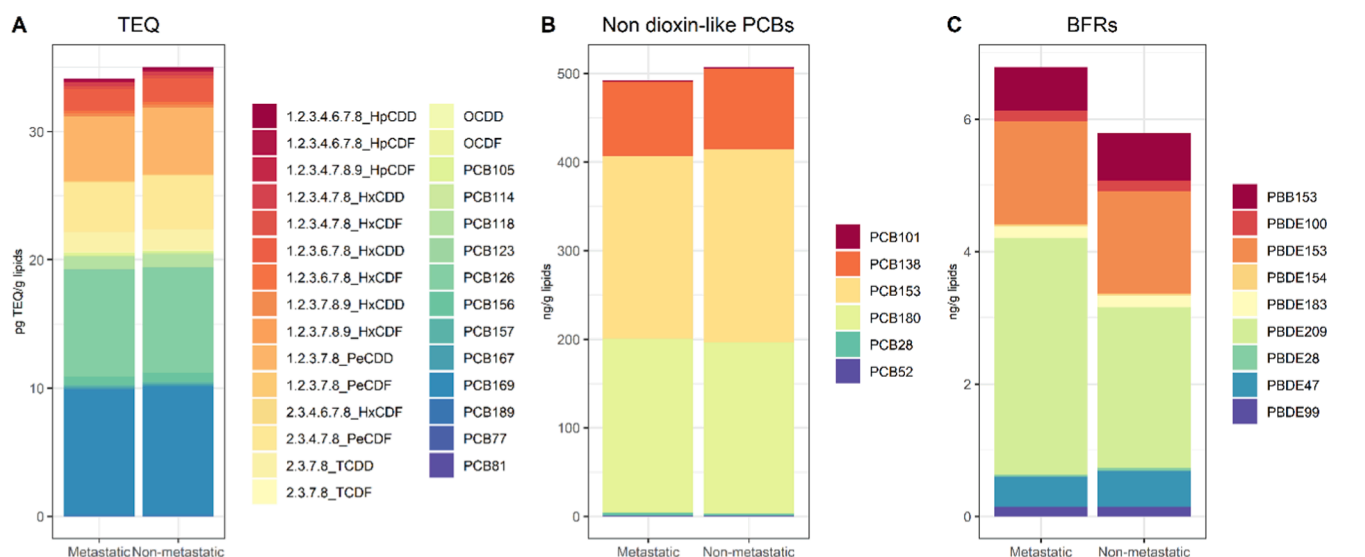 A
TEQ
pg TEQ/g lipids
30
20
10
0
Metastatic Non-metastatic
1.2.3.4.6.7.8_HpCDD
1.2.3.4.6.7.8_HpCDF
1.2.3.4.7.8.9_HpCDF
1.2.3.4.7.8_HxCDD
1.2.3.4.7.8_HxCDF
1.2.3.6.7.8_HxCDD
1.2.3.6.7.8_HxCDF
1.2.3.7.8.9_HxCDD
1.2.3.7.8.9_HxCDF
1.2.3.7.8_PeCDD
1.2.3.7.8_PeCDF
2.3.4.6.7.8_HxCDF
2.3.4.7.8_PeCDF
2.3.7.8_TCDD
2.3.7.8_TCDF
OCDD
OCDF
PCB105
PCB114
PCB118
PCB123
PCB126
PCB156
PCB157
PCB167
PCB169
PCB189
PCB77
PCB81
B
Non dioxin-like PCBs
ng/g lipids
500
400
300
200
100
0
Metastatic Non-metastatic
PCB101
PCB138
PCB153
PCB180
PCB28
PCB52
C
BFRs
ng/g lipids
6
4
2
0
Metastatic Non-metastatic
PBB153
PBDE100
PBDE153
PBDE154
PBDE183
PBDE209
PBDE28
PBDE47
PBDE99